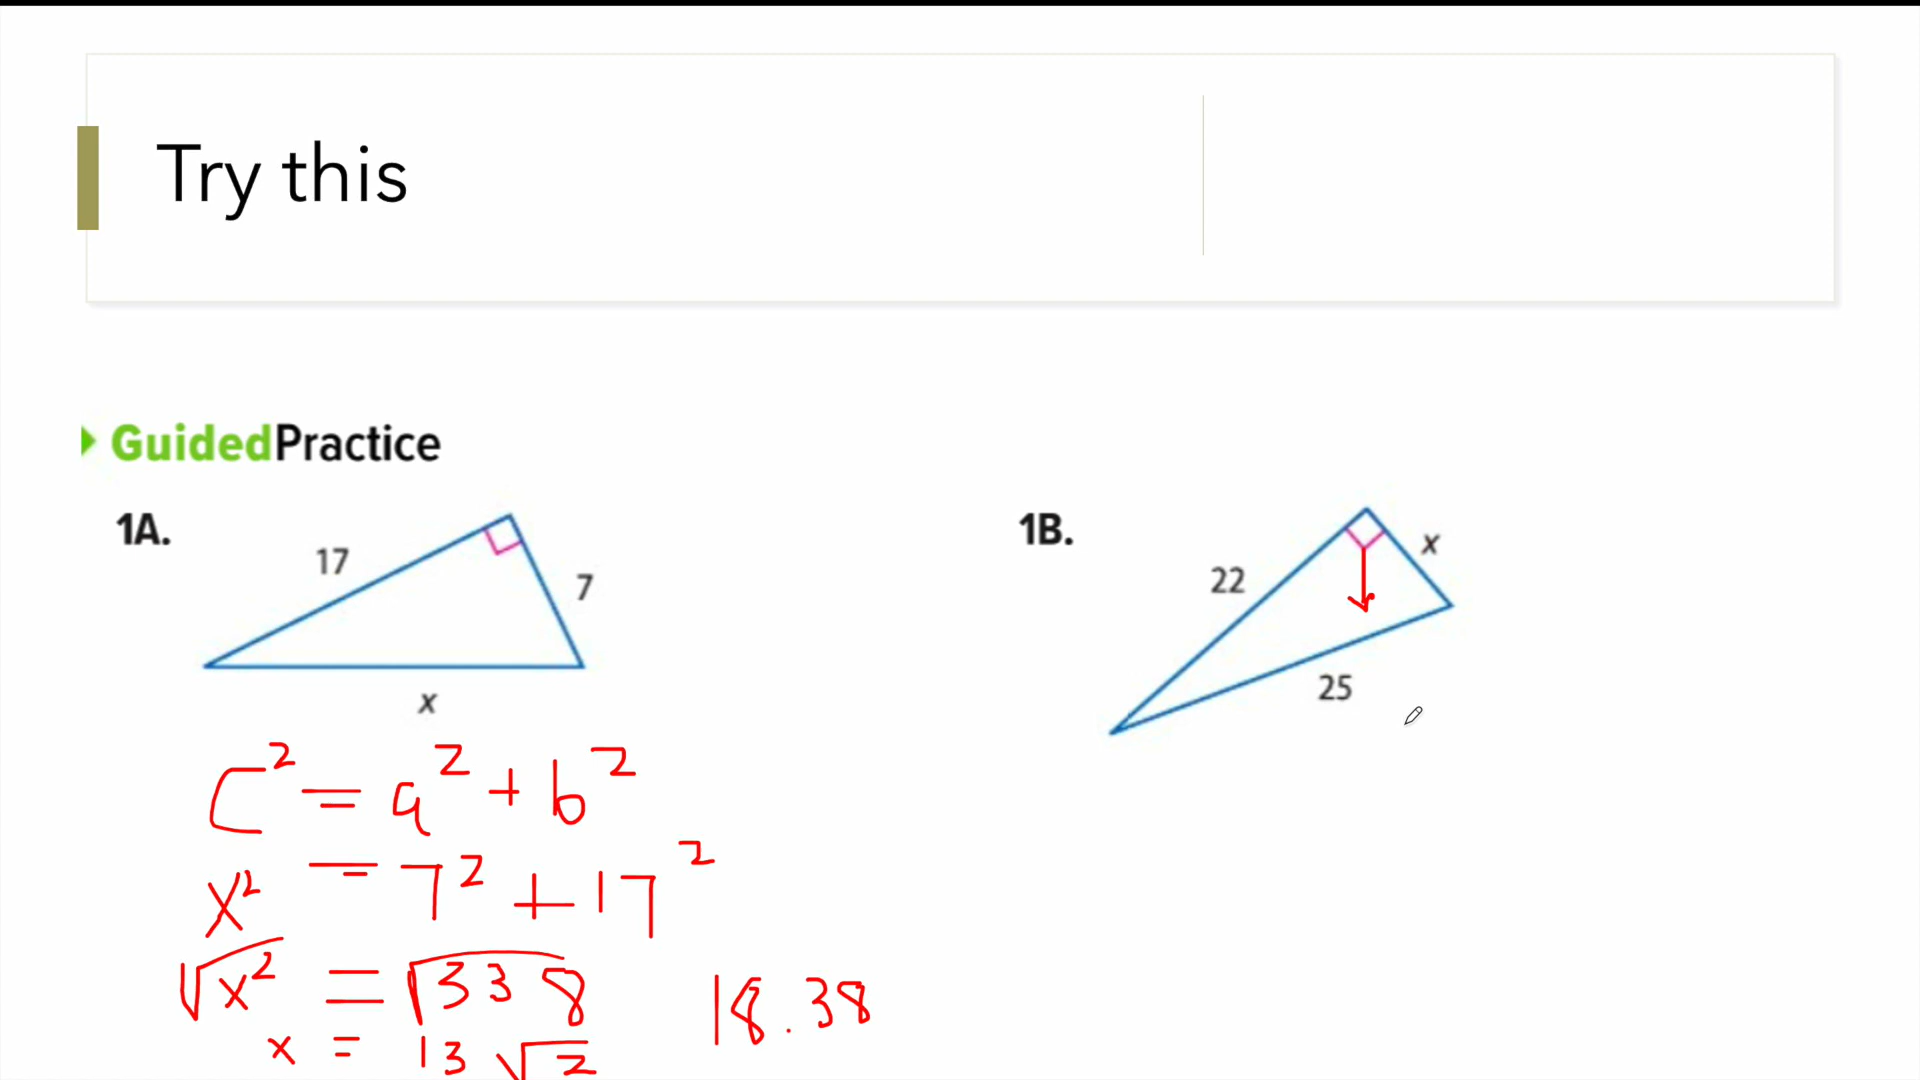 Try this
GuidedPractice
1A.
17
7
x
C² = a² + b²
x² = 7² + 17²
√x² = √338
18.38
x = 13√2
1B.
22
x
25